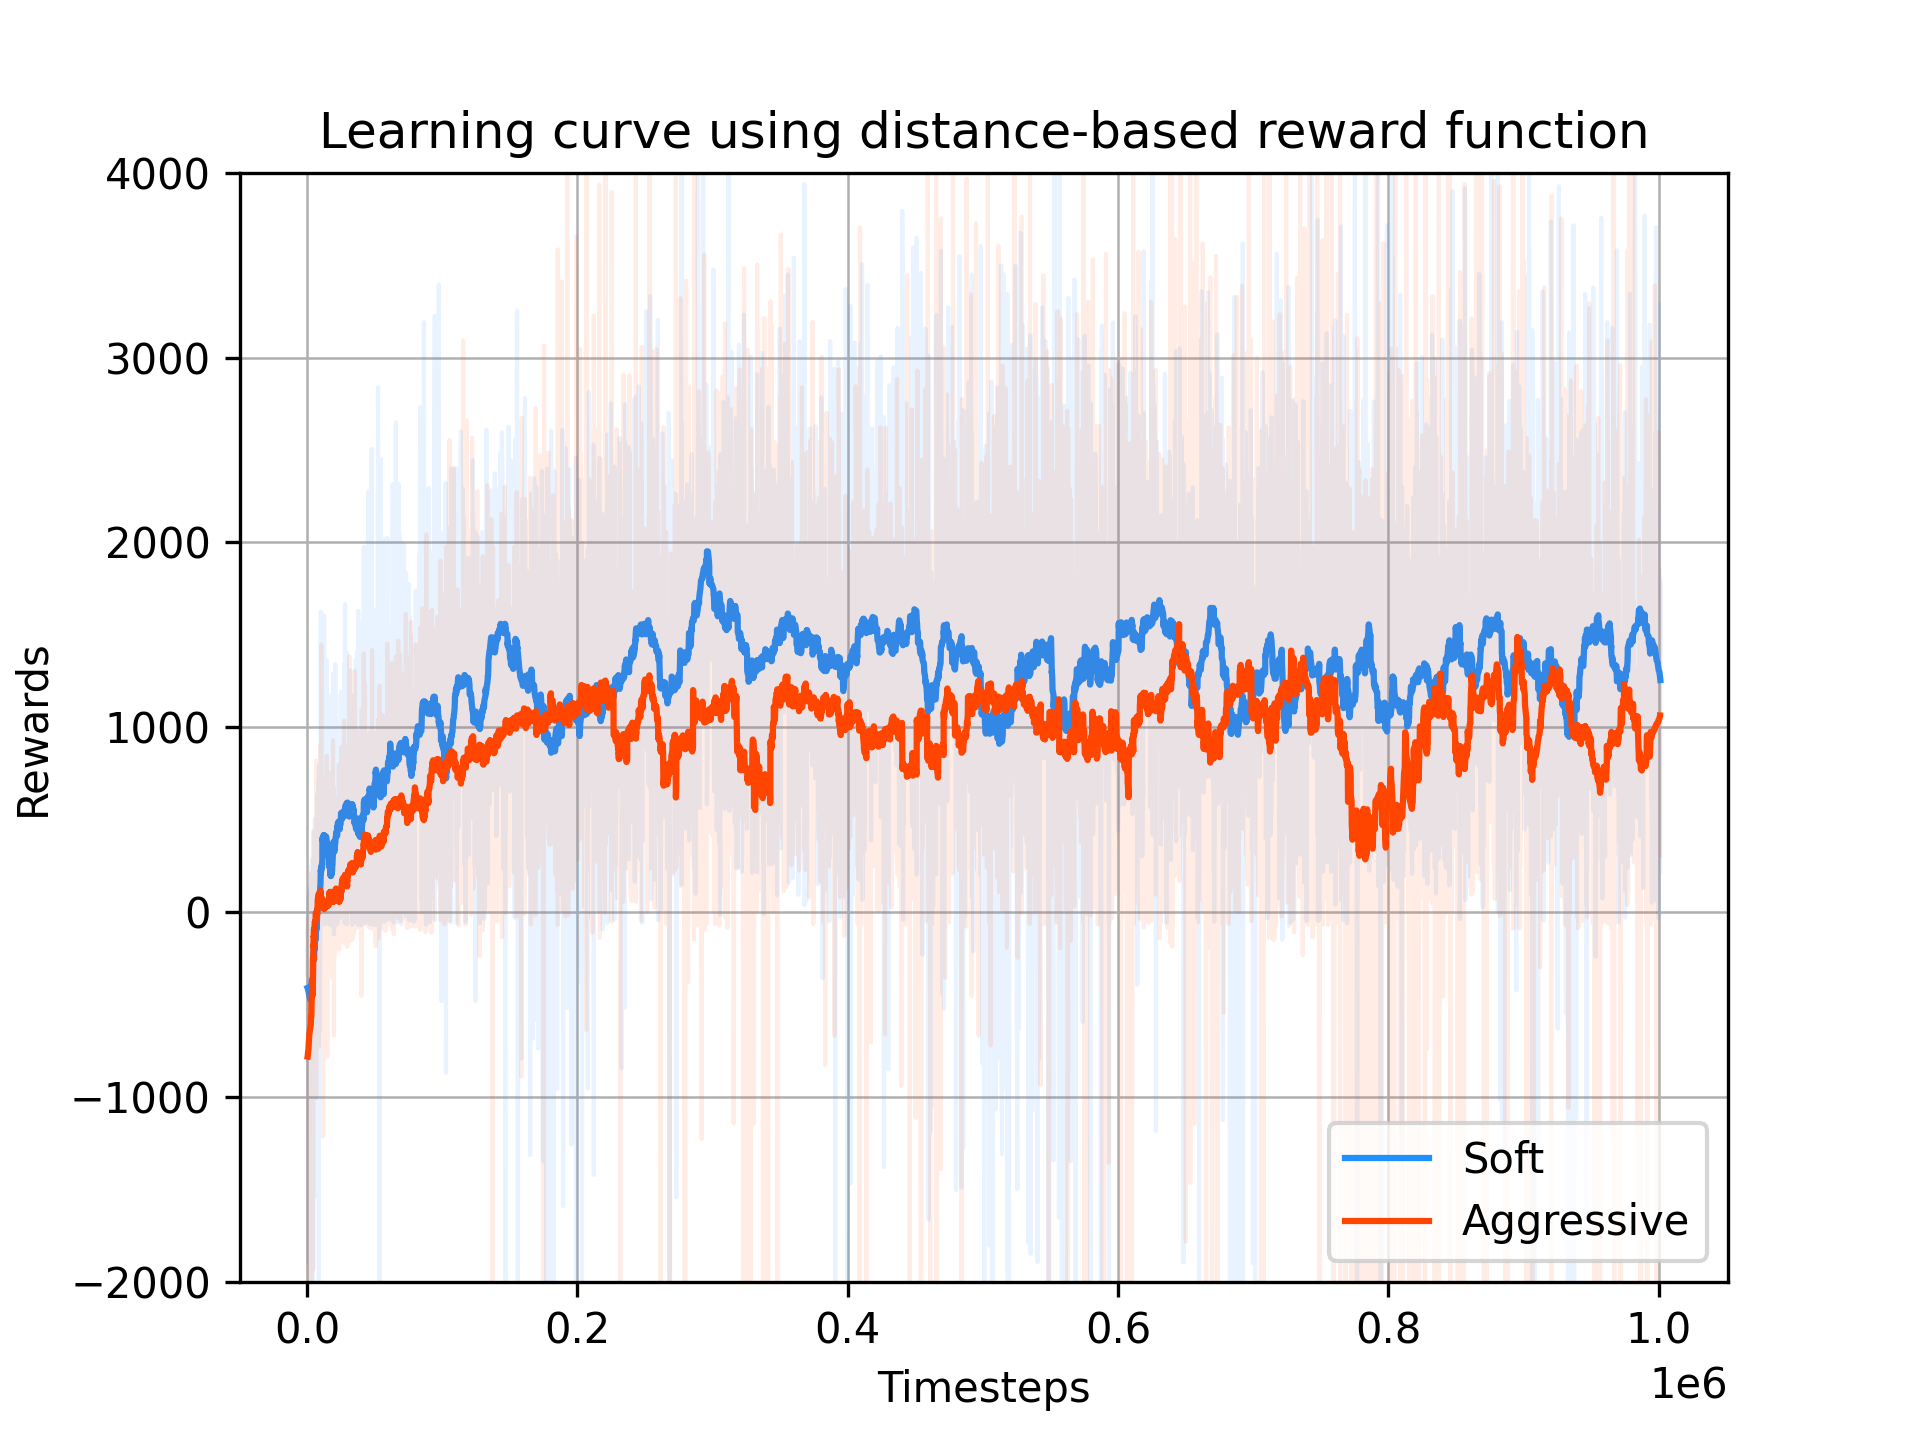 Learning curve using distance-based reward function
4000
3000
2000
1000
0
−1000
−2000
Rewards
Soft
Aggressive
0.0 0.2 0.4 0.6 0.8 1.0
1e6
Timesteps